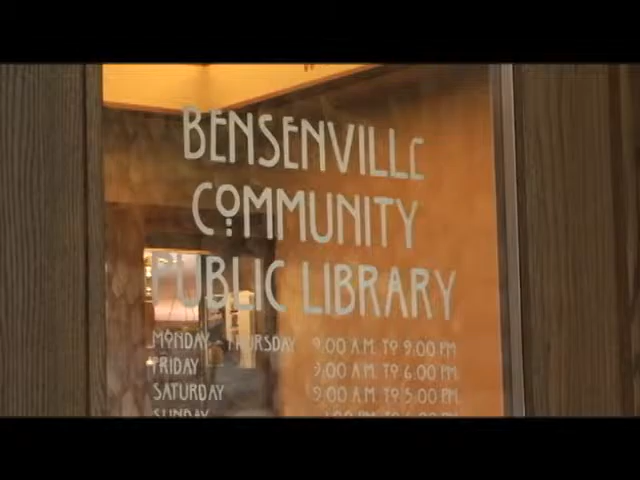 BENSENVILLE
COMMUNITY
PUBLIC LIBRARY
MONDAY THURSDAY 9:00 A.M. TO 9:00 P.M.
FRIDAY 9:00 A.M. TO 6:00 P.M.
SATURDAY 9:00 A.M. TO 5:00 P.M.
SUNDAY